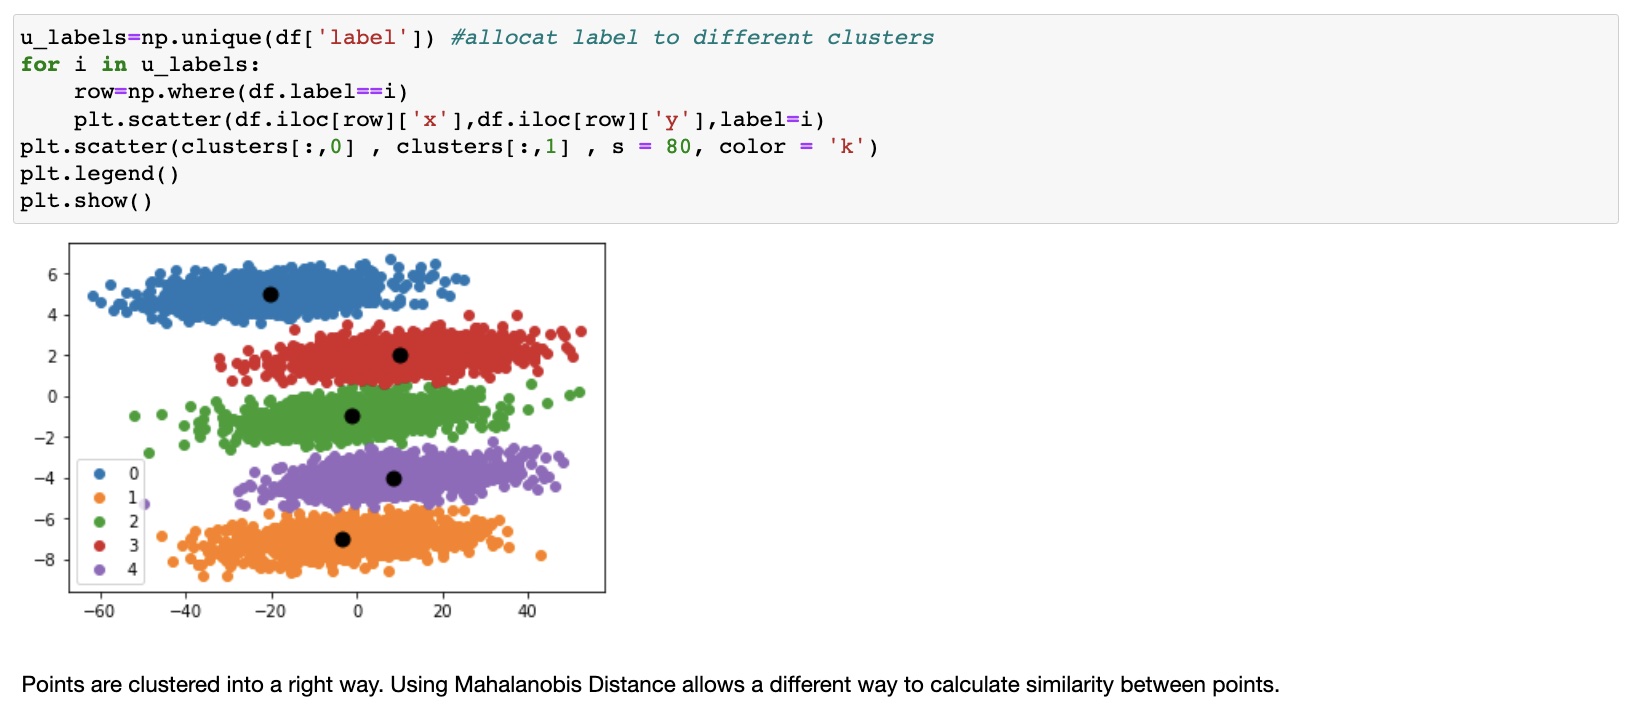 u_labels=np.unique(df['label']) #allocat label to different clusters
for i in u_labels:
    row=np.where(df.label==i)
    plt.scatter(df.iloc[row]['x'],df.iloc[row]['y'],label=i)
plt.scatter(clusters[:,0] , clusters[:,1] , s = 80, color = 'k')
plt.legend()
plt.show()
6
4
2
0
−2
−4
−6
−8
0
1
2
3
4
−60 −40 −20 0 20 40
Points are clustered into a right way. Using Mahalanobis Distance allows a different way to calculate similarity between points.